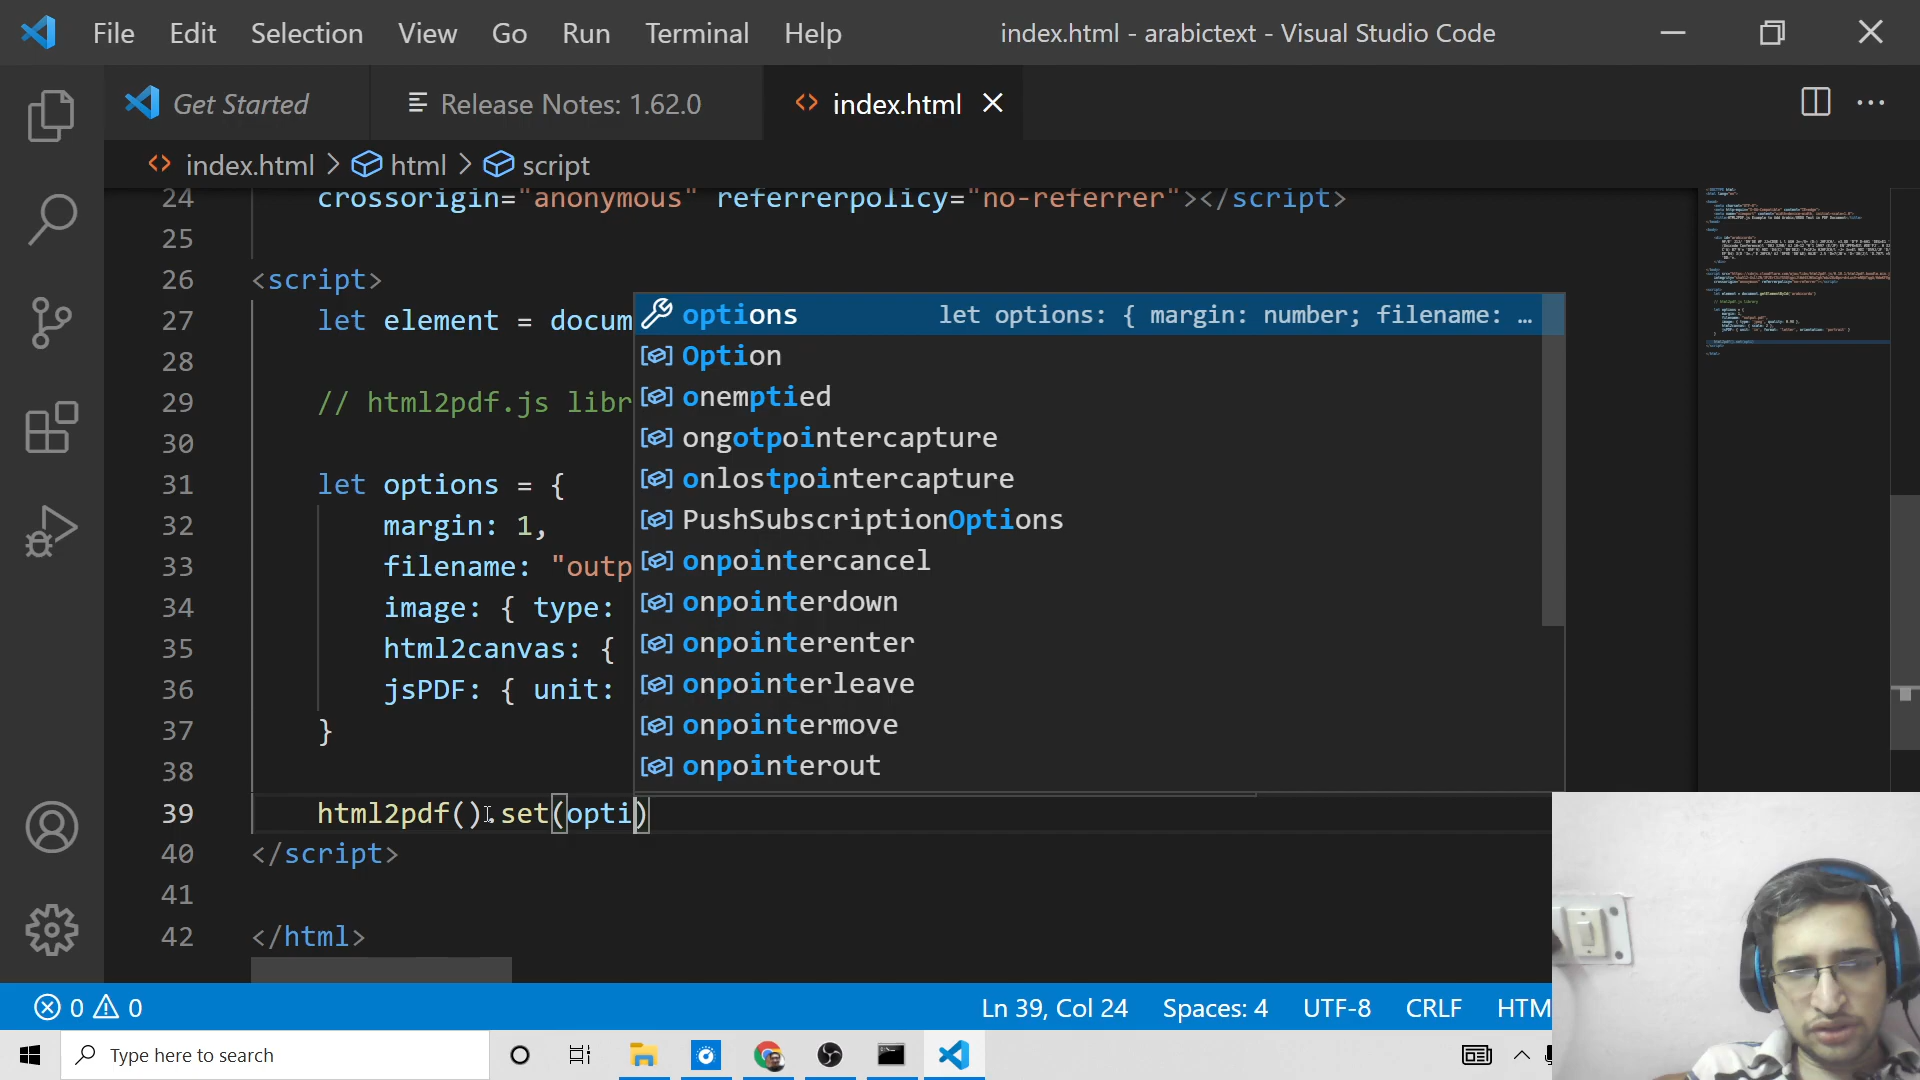 File Edit Selection View Go Run Terminal Help index.html - arabictext - Visual Studio Code
Get Started Release Notes: 1.62.0 index.html
index.html > html > script
24 crossorigin="anonymous" referrerpolicy="no-referrer"></script>
25
26 <script>
27 let element = docum
28
29 // html2pdf.js libr
30
31 let options = {
32 margin: 1,
33 filename: "outp
34 image: { type:
35 html2canvas: {
36 jsPDF: { unit:
37 }
38
39 html2pdf().set(opti)
40 </script>
41
42 </html>
options let options: { margin: number; filename: …
Option
onemptied
ongotpointercapture
onlostpointercapture
PushSubscriptionOptions
onpointercancel
onpointerdown
onpointerenter
onpointerleave
onpointermove
onpointerout
0 0 Ln 39, Col 24 Spaces: 4 UTF-8 CRLF HTM
Type here to search